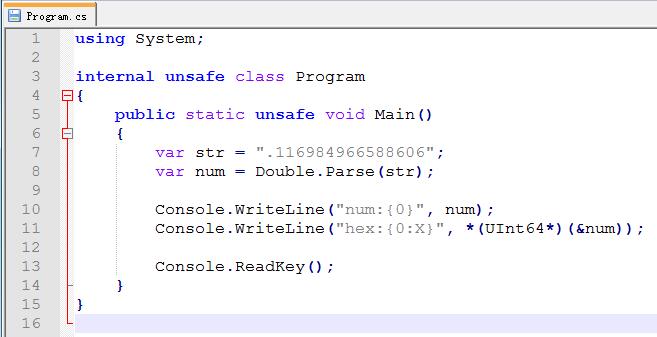 Program.cs
1 using System;
2
3 internal unsafe class Program
4 {
5     public static unsafe void Main()
6     {
7         var str = ".116984966588606";
8         var num = Double.Parse(str);
9
10         Console.WriteLine("num:{0}", num);
11         Console.WriteLine("hex:{0:X}", *(UInt64*)(&num));
12
13         Console.ReadKey();
14     }
15 }
16